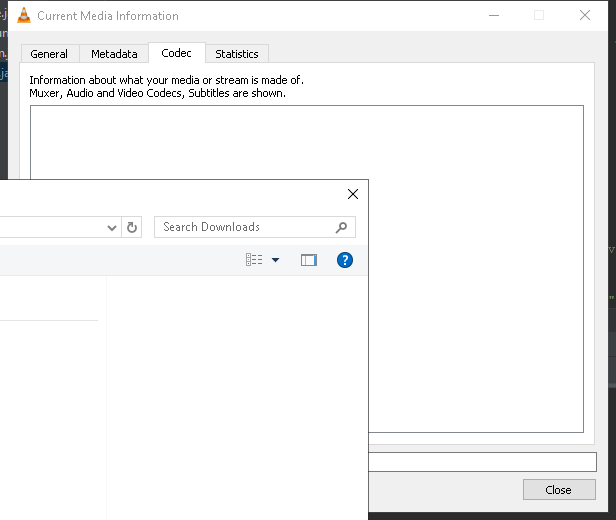 Current Media Information
General Metadata Codec Statistics
Information about what your media or stream is made of.
Muxer, Audio and Video Codecs, Subtitles are shown.
Search Downloads
?
Close